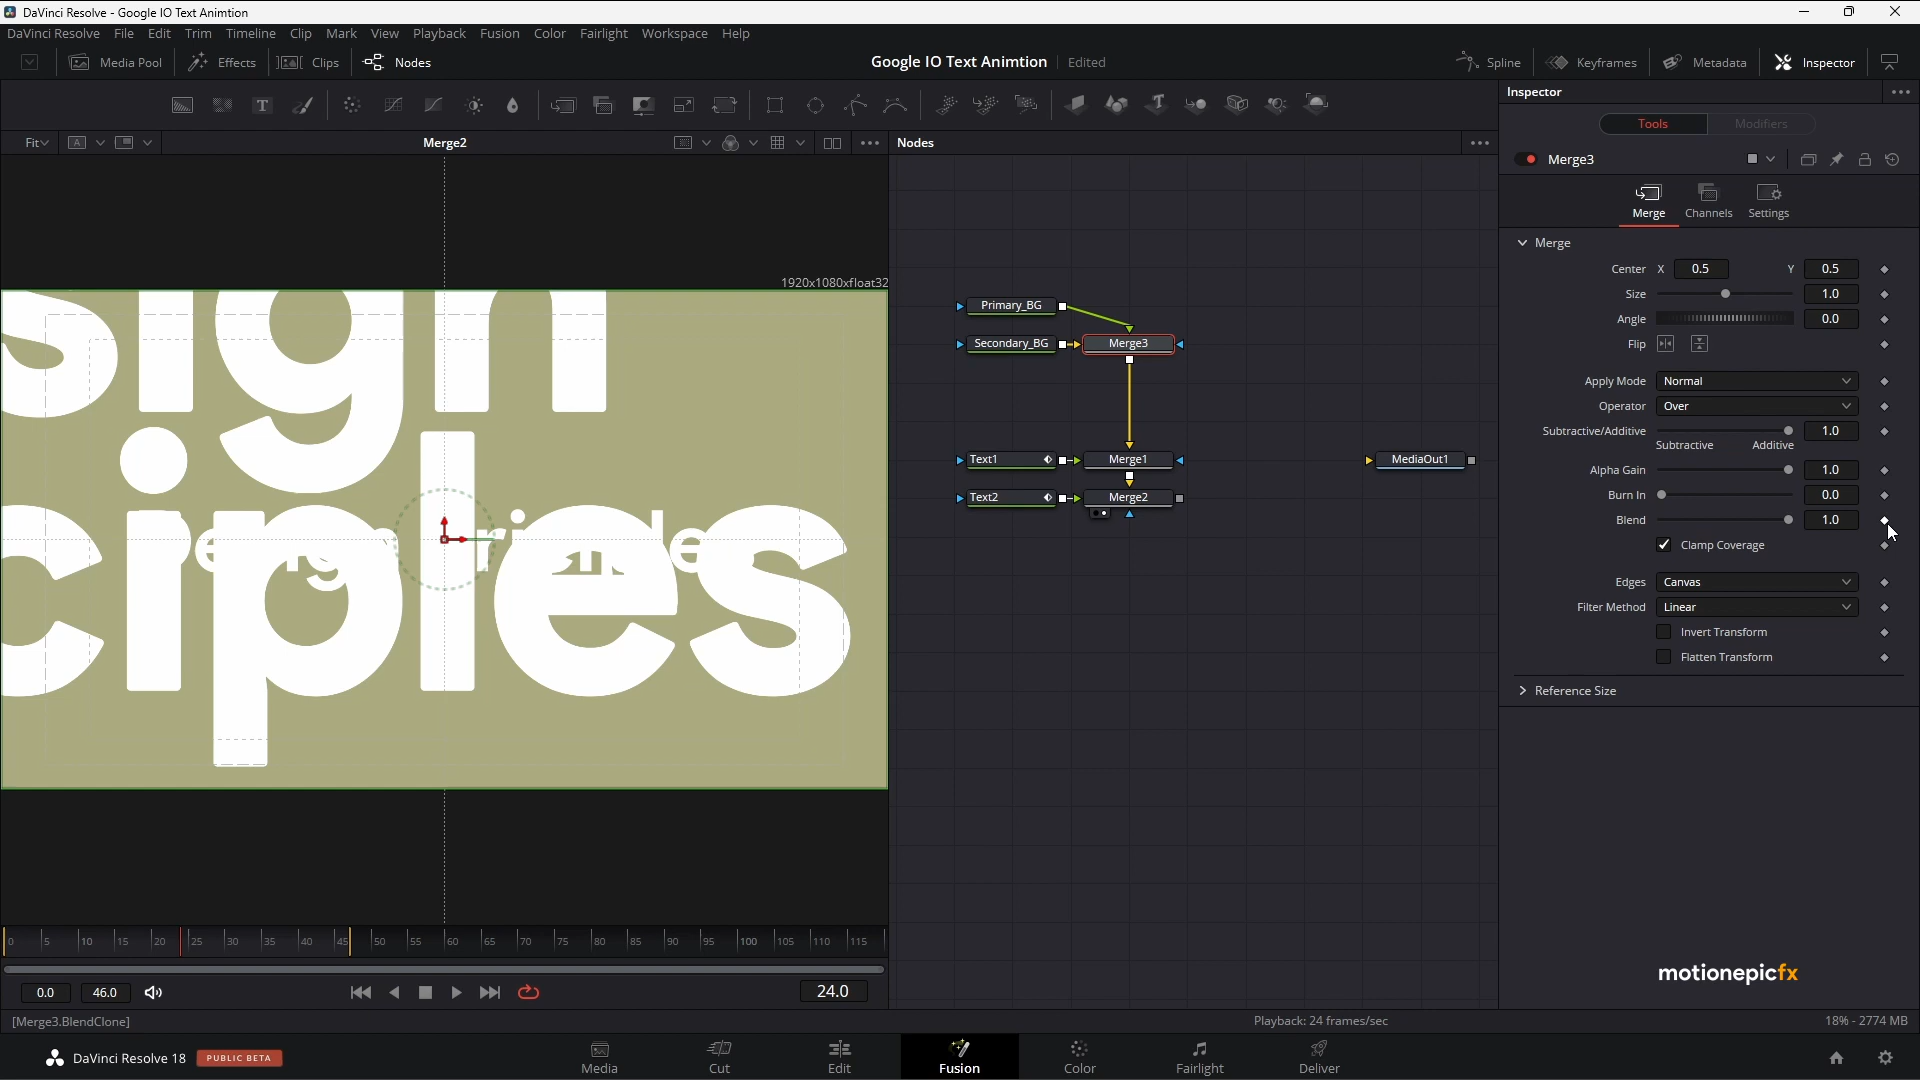 DaVinci Resolve - Google IO Text Animtion
DaVinci Resolve File Edit Trim Timeline Clip Mark View Playback Fusion Color Fairlight Workspace Help
Media Pool Effects Clips Nodes Google IO Text Animtion Edited Spline Keyframes Metadata Inspector
Inspector
Tools Modifiers
Fit A Merge2 Nodes
Merge3
Merge Channels Settings
Merge
Center X 0.5 Y 0.5
1920x1080xfloat32
Size 1.0
Primary_BG
Angle 0.0
Secondary_BG Merge3
Flip
Apply Mode Normal
Operator Over
Subtractive/Additive 1.0
Subtractive Additive
sign
Text1 Merge1 MediaOut1
Alpha Gain 1.0
Text2 Merge2
Burn In 0.0
Blend 1.0
Clamp Coverage
ciples
Edges Canvas
Filter Method Linear
Invert Transform
Flatten Transform
Reference Size
0 5 10 15 20 25 30 35 40 45 50 55 60 65 70 75 80 85 90 95 100 105 110 115
motionepicfx
0.0 46.0 24.0
[Merge3.BlendClone] Playback: 24 frames/sec 18% - 2774 MB
DaVinci Resolve 18 PUBLIC BETA Media Cut Edit Fusion Color Fairlight Deliver